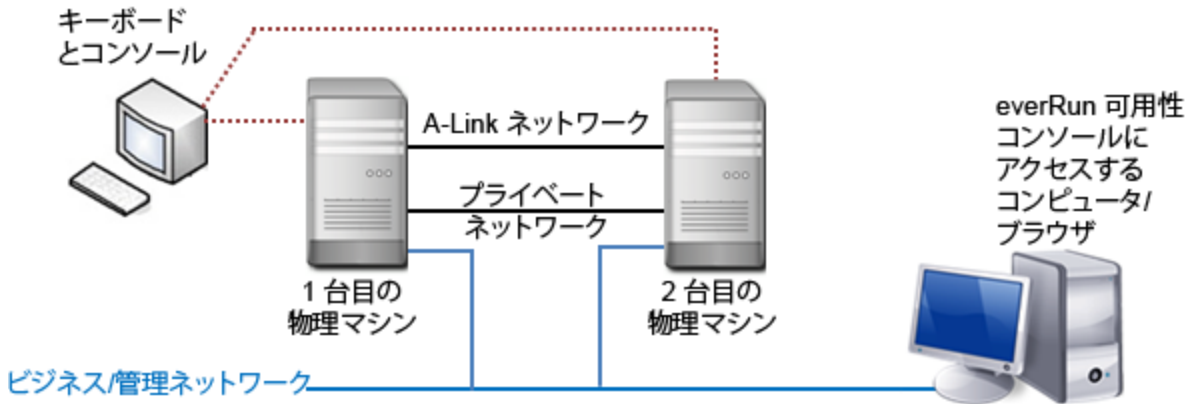 キーボード
とコンソール
A-Link ネットワーク
プライベート
ネットワーク
everRun 可用性
コンソールに
アクセスする
コンピュータ/
ブラウザ
1 台目の
物理マシン
2 台目の
物理マシン
ビジネス/管理ネットワーク